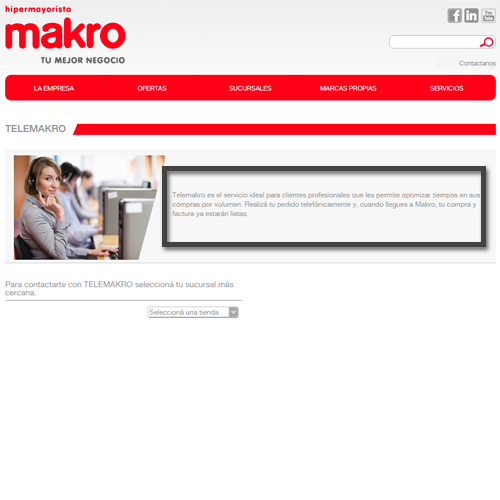 hipermayorista
makro
TU MEJOR NEGOCIO
You
Tube
Contactanos
LA EMPRESA OFERTAS SUCURSALES MARCAS PROPIAS SERVICIOS
TELEMAKRO
Telemakro es el servicio ideal para clientes profesionales que les permite optimizar tiempos en sus
compras por volumen. Realizá tu pedido telefónicamente y, cuando llegues a Makro, tu compra y
factura ya estarán listas.
Para contactarte con TELEMAKRO seleccioná tu sucursal más
cercana.
Seleccioná una tienda